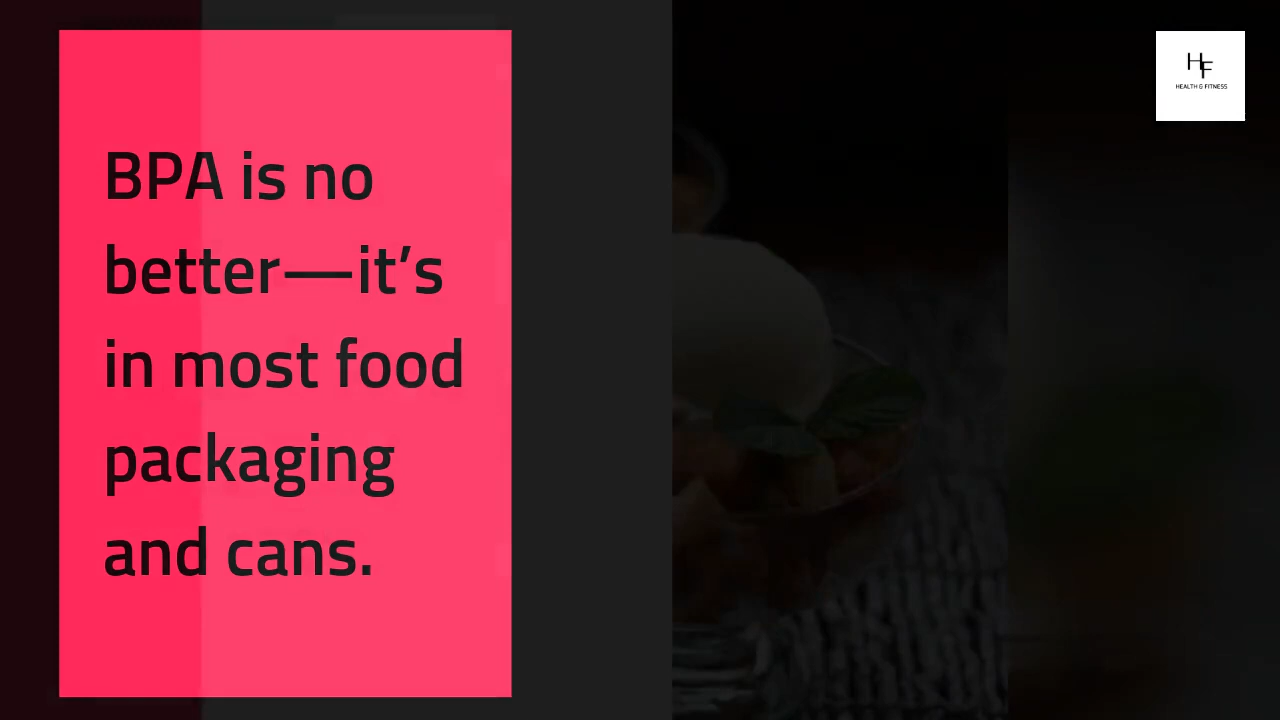 BPA is no
better—it’s
in most food
packaging
and cans.
HF
HEALTH & FITNESS